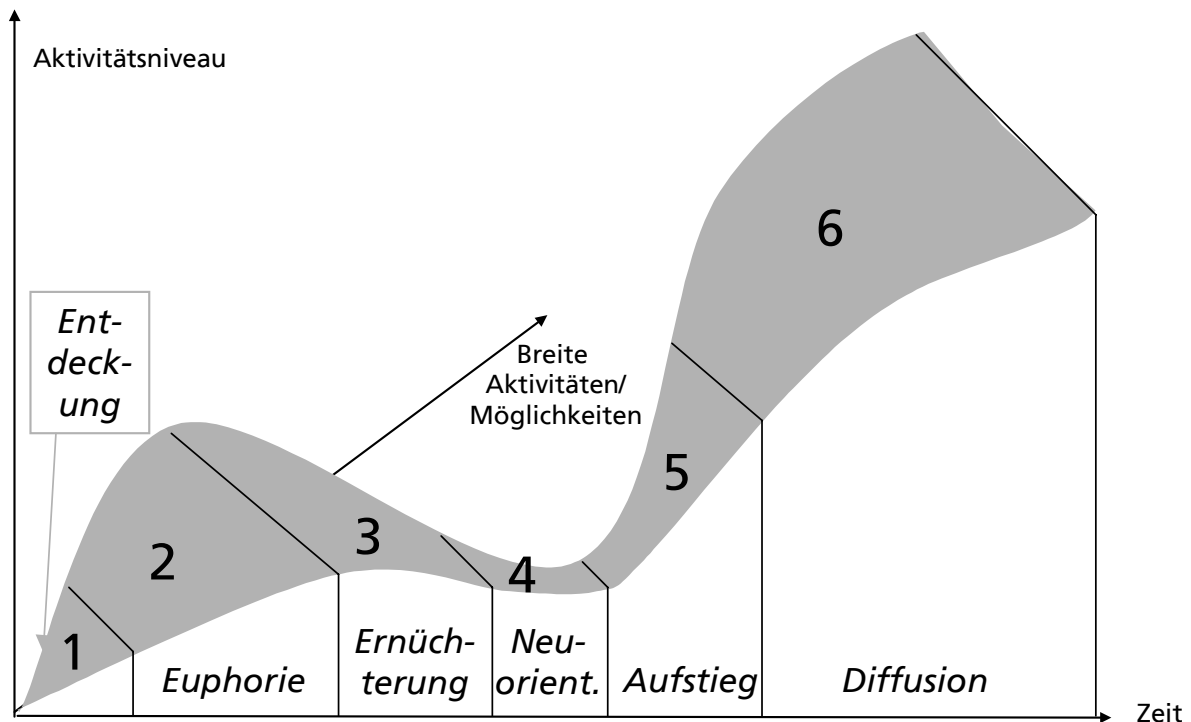 Aktivitätsniveau
6
Ent-
deck-
ung
Breite
Aktivitäten/
Möglichkeiten
5
3
2
4
1
Euphorie
Ernüch-
terung
Neu-
orient.
Aufstieg
Diffusion
Zeit